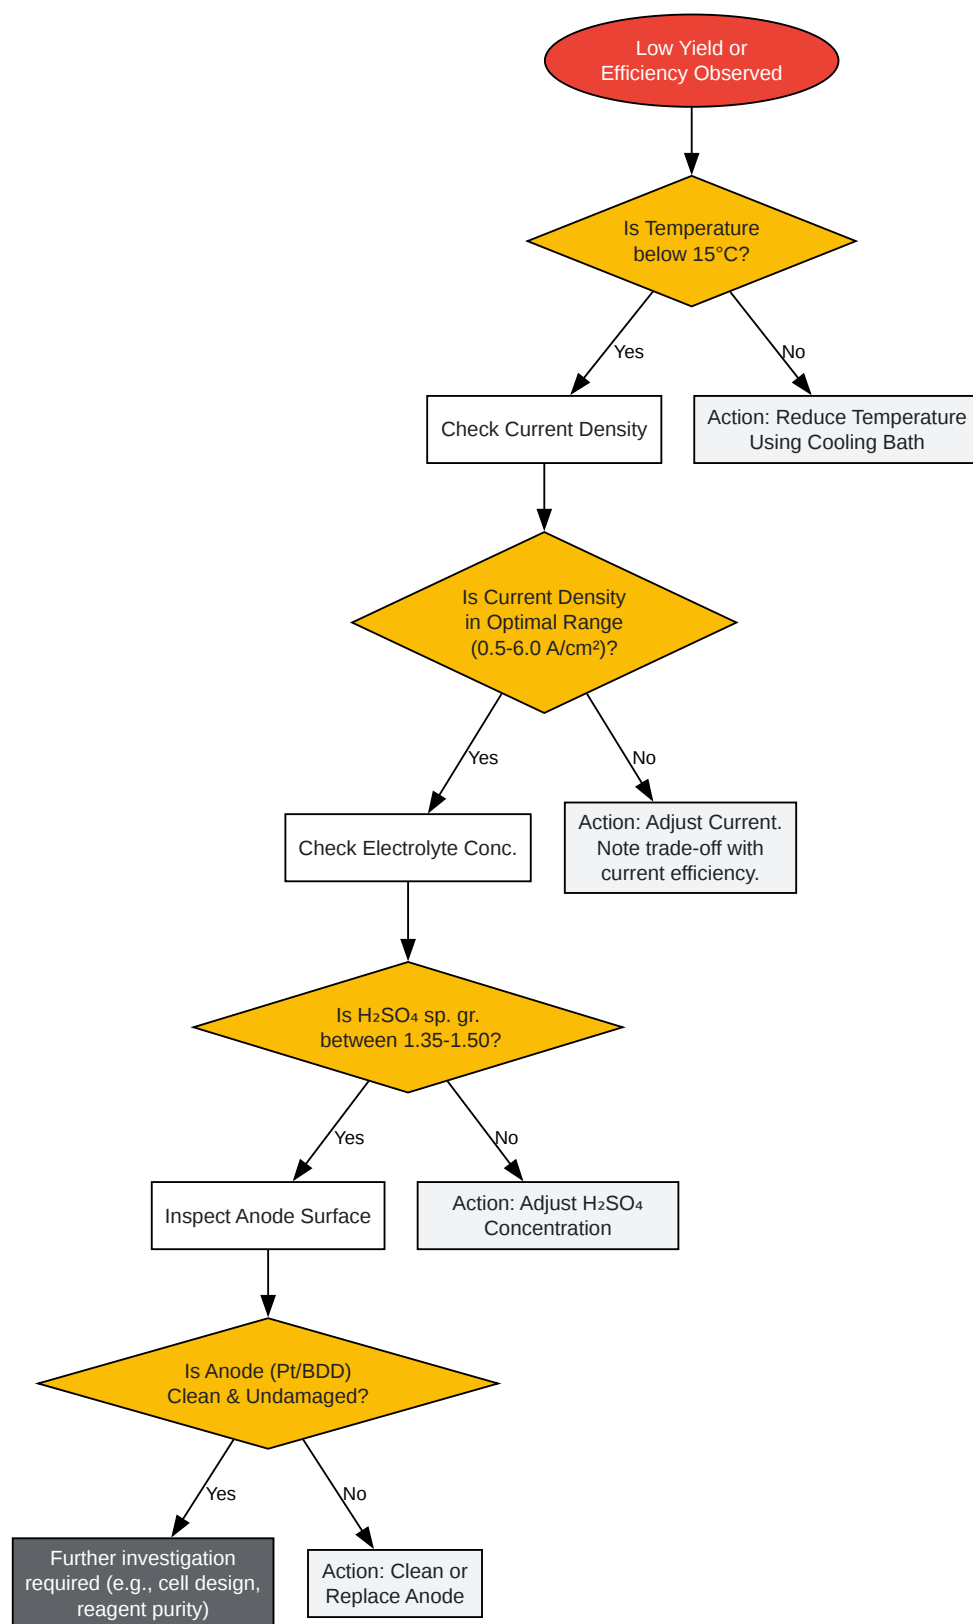 Low Yield or
Efficiency Observed
Is Temperature
below 15°C?
Yes
No
Check Current Density
Action: Reduce Temperature
Using Cooling Bath
Is Current Density
in Optimal Range
(0.5-6.0 A/cm²)?
Yes
No
Check Electrolyte Conc.
Action: Adjust Current.
Note trade-off with
current efficiency.
Is H₂SO₄ sp. gr.
between 1.35-1.50?
Yes
No
Inspect Anode Surface
Action: Adjust H₂SO₄
Concentration
Is Anode (Pt/BDD)
Clean & Undamaged?
Yes
No
Further investigation
required (e.g., cell design,
reagent purity)
Action: Clean or
Replace Anode